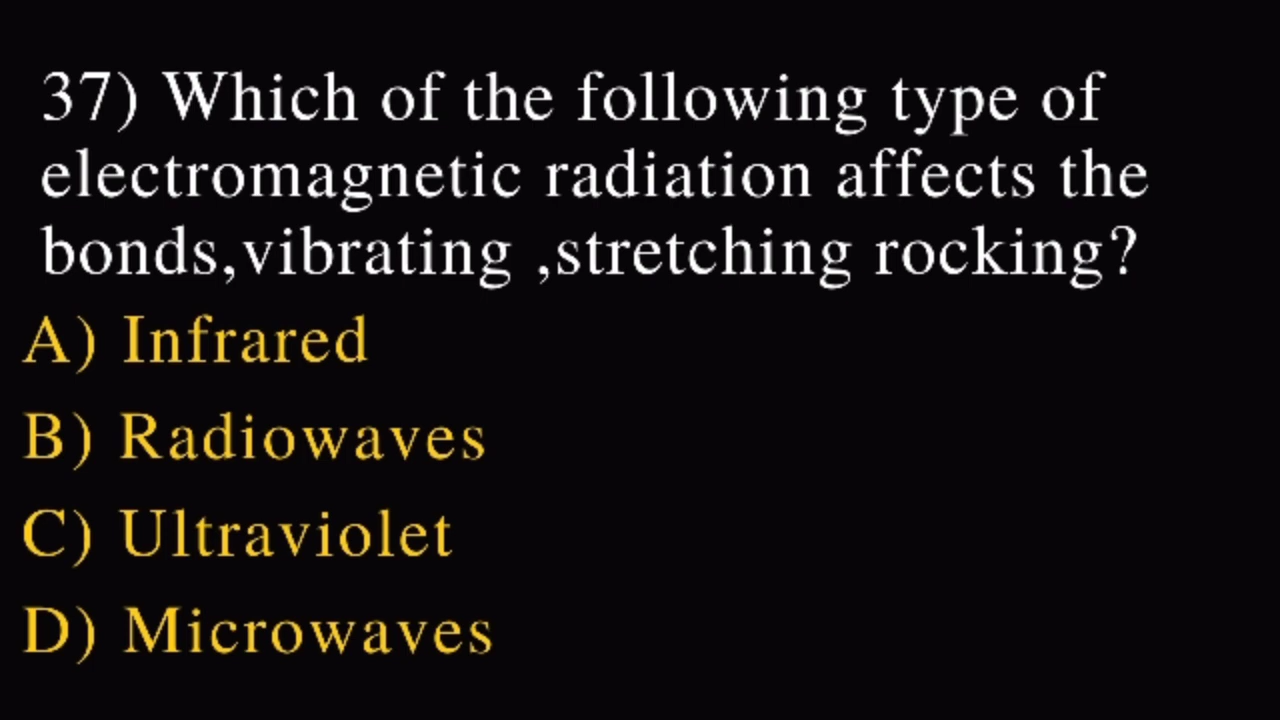 37) Which of the following type of
electromagnetic radiation affects the
bonds,vibrating ,stretching rocking?
A) Infrared
B) Radiowaves
C) Ultraviolet
D) Microwaves